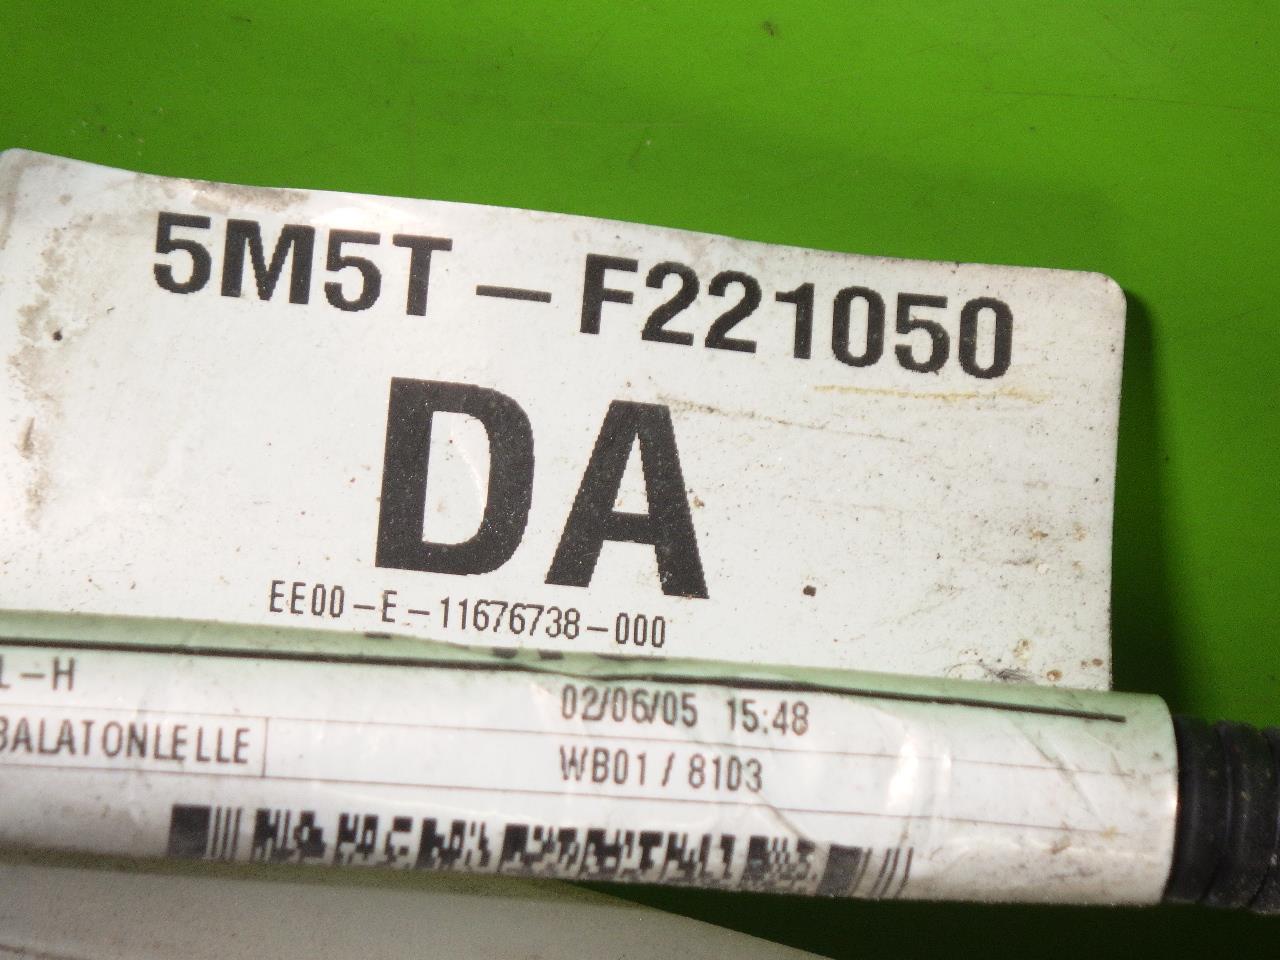 5M5T-F221050
DA
EE00-E-11676738-000
L-H
02/06/05 15:48
BALATONLELLE
WB01/8103